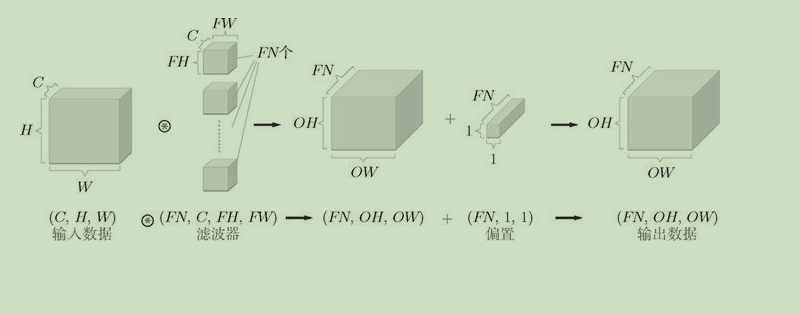 C FW
FH FN个
C
H
W
⊛
FN
OH
OW
+
FN
1
1
FN
OH
OW
(C, H, W) ⊛ (FN, C, FH, FW) → (FN, OH, OW) + (FN, 1, 1) → (FN, OH, OW)
输入数据 滤波器 偏置 输出数据